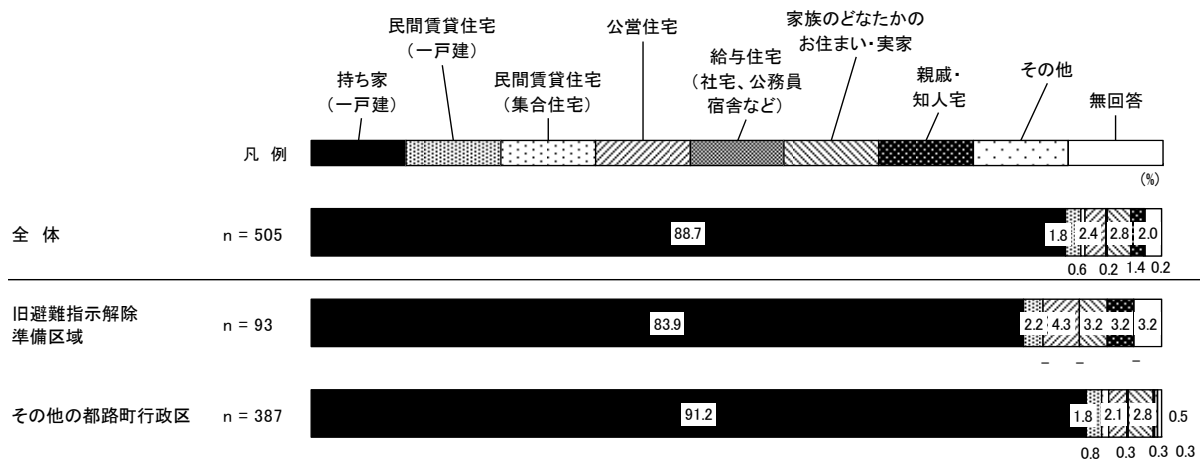 持ち家
(一戸建)
民間賃貸住宅
(一戸建)
民間賃貸住宅
(集合住宅)
公営住宅
給与住宅
(社宅、公務員
宿舎など)
家族のどなたかの
お住まい・実家
親戚・
知人宅
その他
無回答
凡 例
(%)
全 体 n = 505 88.7 1.8 2.4 2.8 2.0
0.6 0.2 1.4 0.2
旧避難指示解除
準備区域
n = 93 83.9 2.2 4.3 3.2 3.2 3.2
– – –
その他の都路町行政区 n = 387 91.2 1.8 2.1 2.8 0.5
0.8 0.3 0.3 0.3